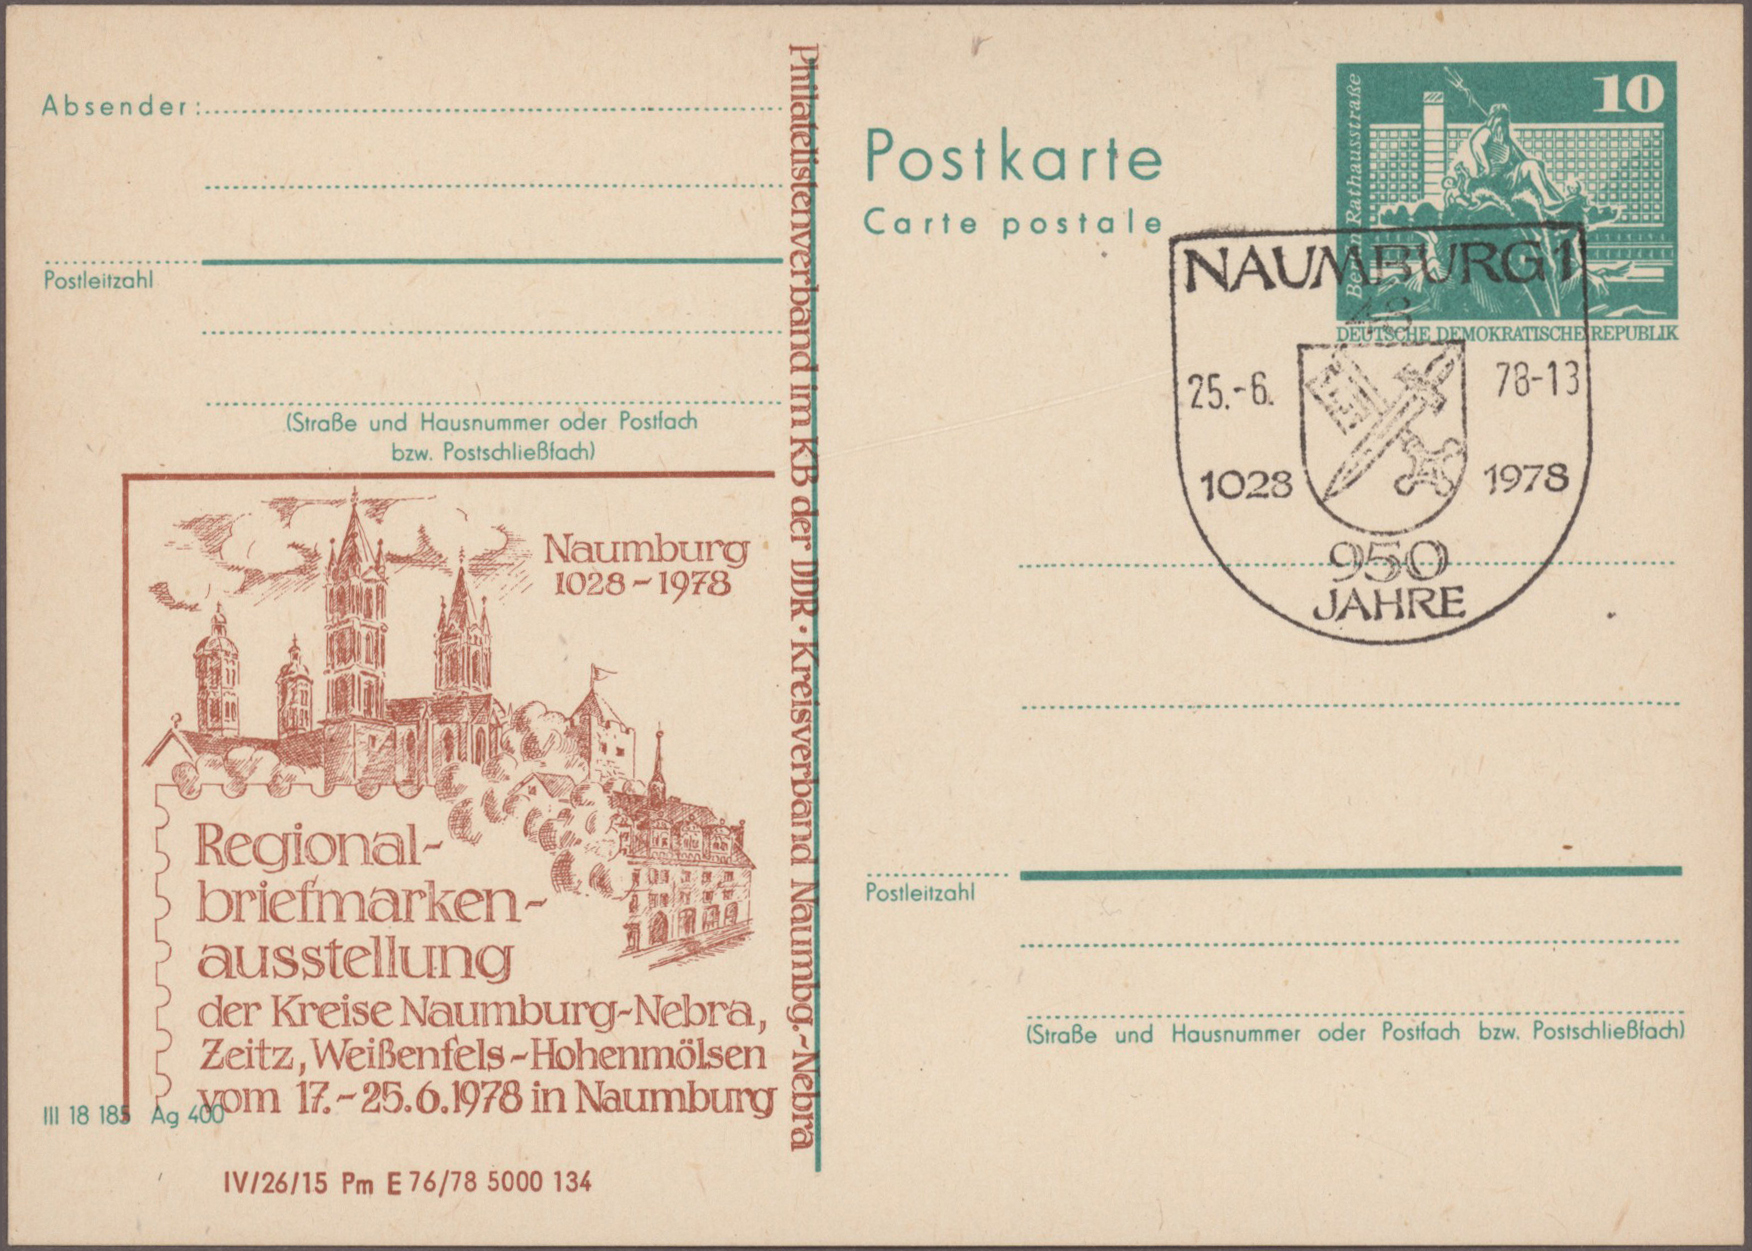 Absender:
Postleitzahl
(Straße und Hausnummer oder Postfach
bzw. Postschließfach)
Naumburg
1028-1978
Regional-
briefmarken-
ausstellung
der Kreise Naumburg-Nebra,
Zeitz, Weißenfels-Hohenmölsen
vom 17.-25.6.1978 in Naumburg
III 18 185 Ag 400
IV/26/15 Pm E 76/78 5000 134
Philatelistenverband im KB der DDR · Kreisverband Naumbg.-Nebra
Postkarte
Carte postale
10
Berlin Rathausstraße
DEUTSCHE DEMOKRATISCHE REPUBLIK
NAUMBURG 1
48
25.-6. 78-13
1028 1978
950
JAHRE
Postleitzahl
(Straße und Hausnummer oder Postfach bzw. Postschließfach)